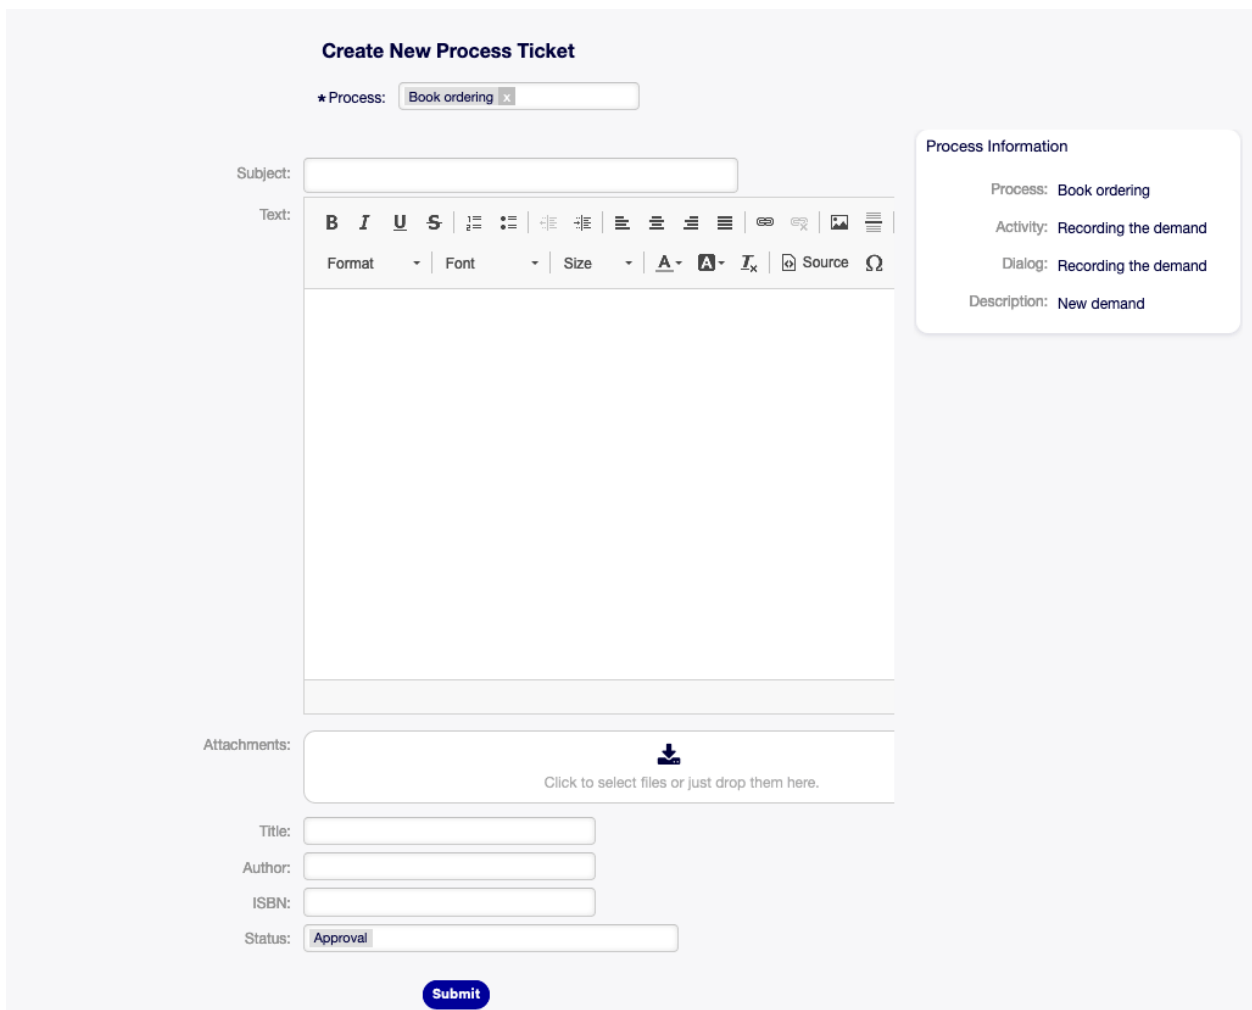 Create New Process Ticket
* Process: Book ordering x
Process Information
Process: Book ordering
Activity: Recording the demand
Dialog: Recording the demand
Description: New demand
Subject:
Text:
B I U S
Format Font Size A A Tx Source Ω
Attachments:
Click to select files or just drop them here.
Title:
Author:
ISBN:
Status: Approval
Submit